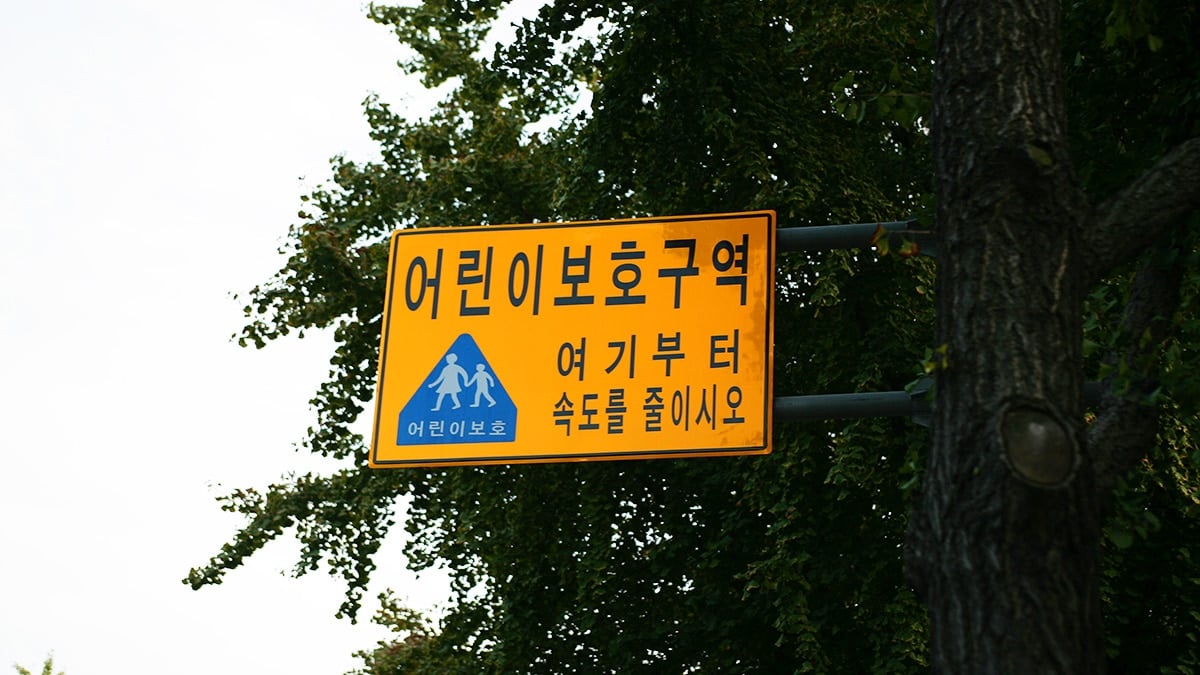 어린이보호구역
여기부터
속도를 줄이시오
어린이보호